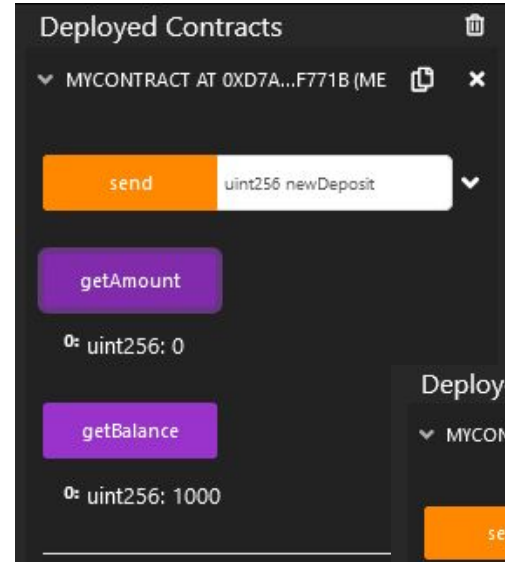 Deployed Contracts
MYCONTRACT AT 0XD7A...F771B (ME
send uint256 newDeposit
getAmount
0: uint256: 0
Deploy
getBalance
MYCON
0: uint256: 1000
se